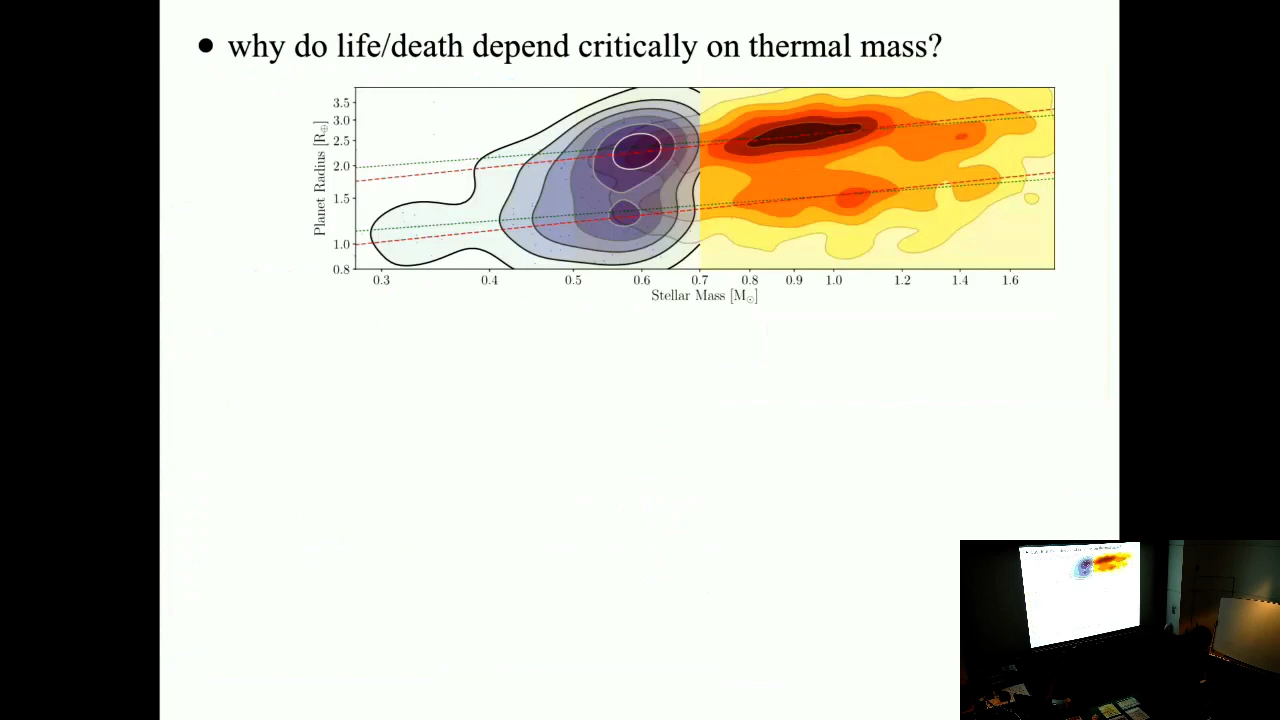 • why do life/death depend critically on thermal mass?
Planet Radius [R⊕]
3.5
3.0
2.5
2.0
1.5
1.0
0.8
0.3 0.4 0.5 0.6 0.7 0.8 0.9 1.0 1.2 1.4 1.6
Stellar Mass [M⊙]